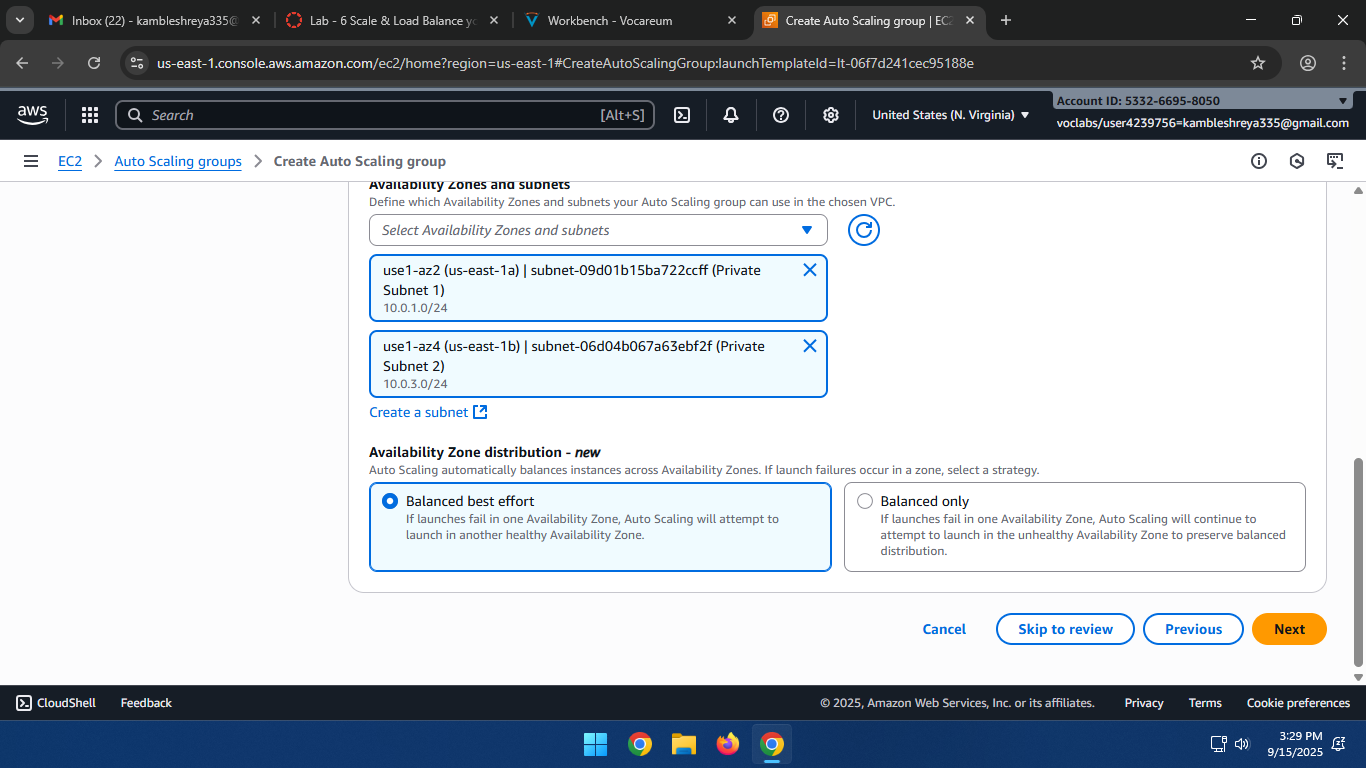 Inbox (22) - kambleshreya335@
Lab - 6 Scale & Load Balance yo
Workbench - Vocareum
Create Auto Scaling group | EC2
us-east-1.console.aws.amazon.com/ec2/home?region=us-east-1#CreateAutoScalingGroup:launchTemplateId=lt-06f7d241cec95188e
aws
Search
[Alt+S]
United States (N. Virginia)
Account ID: 5332-6695-8050
voclabs/user4239756=kambleshreya335@gmail.com
EC2
Auto Scaling groups
Create Auto Scaling group
Availability Zones and subnets
Define which Availability Zones and subnets your Auto Scaling group can use in the chosen VPC.
Select Availability Zones and subnets
use1-az2 (us-east-1a) | subnet-09d01b15ba722ccff (Private
Subnet 1)
10.0.1.0/24
use1-az4 (us-east-1b) | subnet-06d04b067a63ebf2f (Private
Subnet 2)
10.0.3.0/24
Create a subnet
Availability Zone distribution - new
Auto Scaling automatically balances instances across Availability Zones. If launch failures occur in a zone, select a strategy.
Balanced best effort
If launches fail in one Availability Zone, Auto Scaling will attempt to
launch in another healthy Availability Zone.
Balanced only
If launches fail in one Availability Zone, Auto Scaling will continue to
attempt to launch in the unhealthy Availability Zone to preserve balanced
distribution.
Cancel
Skip to review
Previous
Next
CloudShell
Feedback
© 2025, Amazon Web Services, Inc. or its affiliates.
Privacy
Terms
Cookie preferences
3:29 PM
9/15/2025